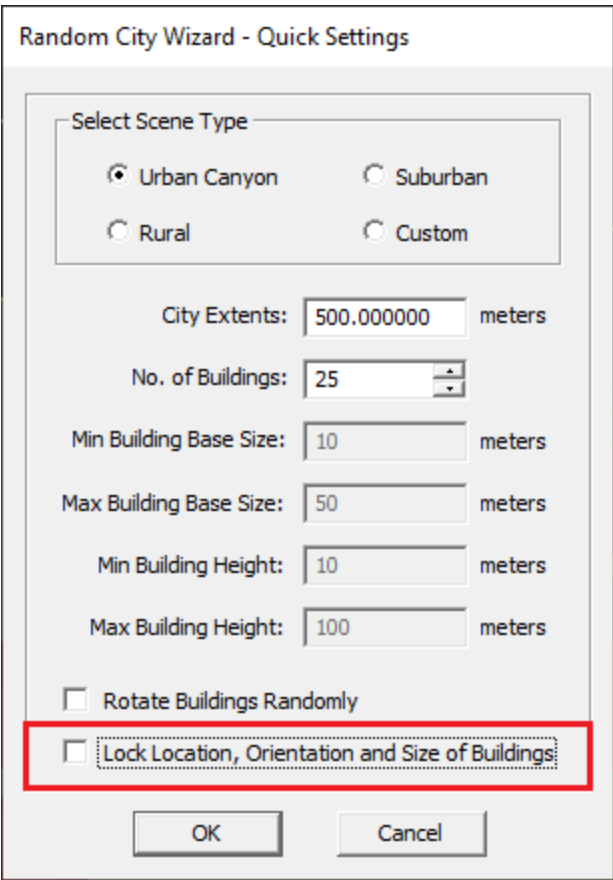 Random City Wizard - Quick Settings
Select Scene Type
Urban Canyon Suburban
Rural Custom
City Extents: 500.000000 meters
No. of Buildings: 25
Min Building Base Size: 10 meters
Max Building Base Size: 50 meters
Min Building Height: 10 meters
Max Building Height: 100 meters
Rotate Buildings Randomly
Lock Location, Orientation and Size of Buildings
OK Cancel